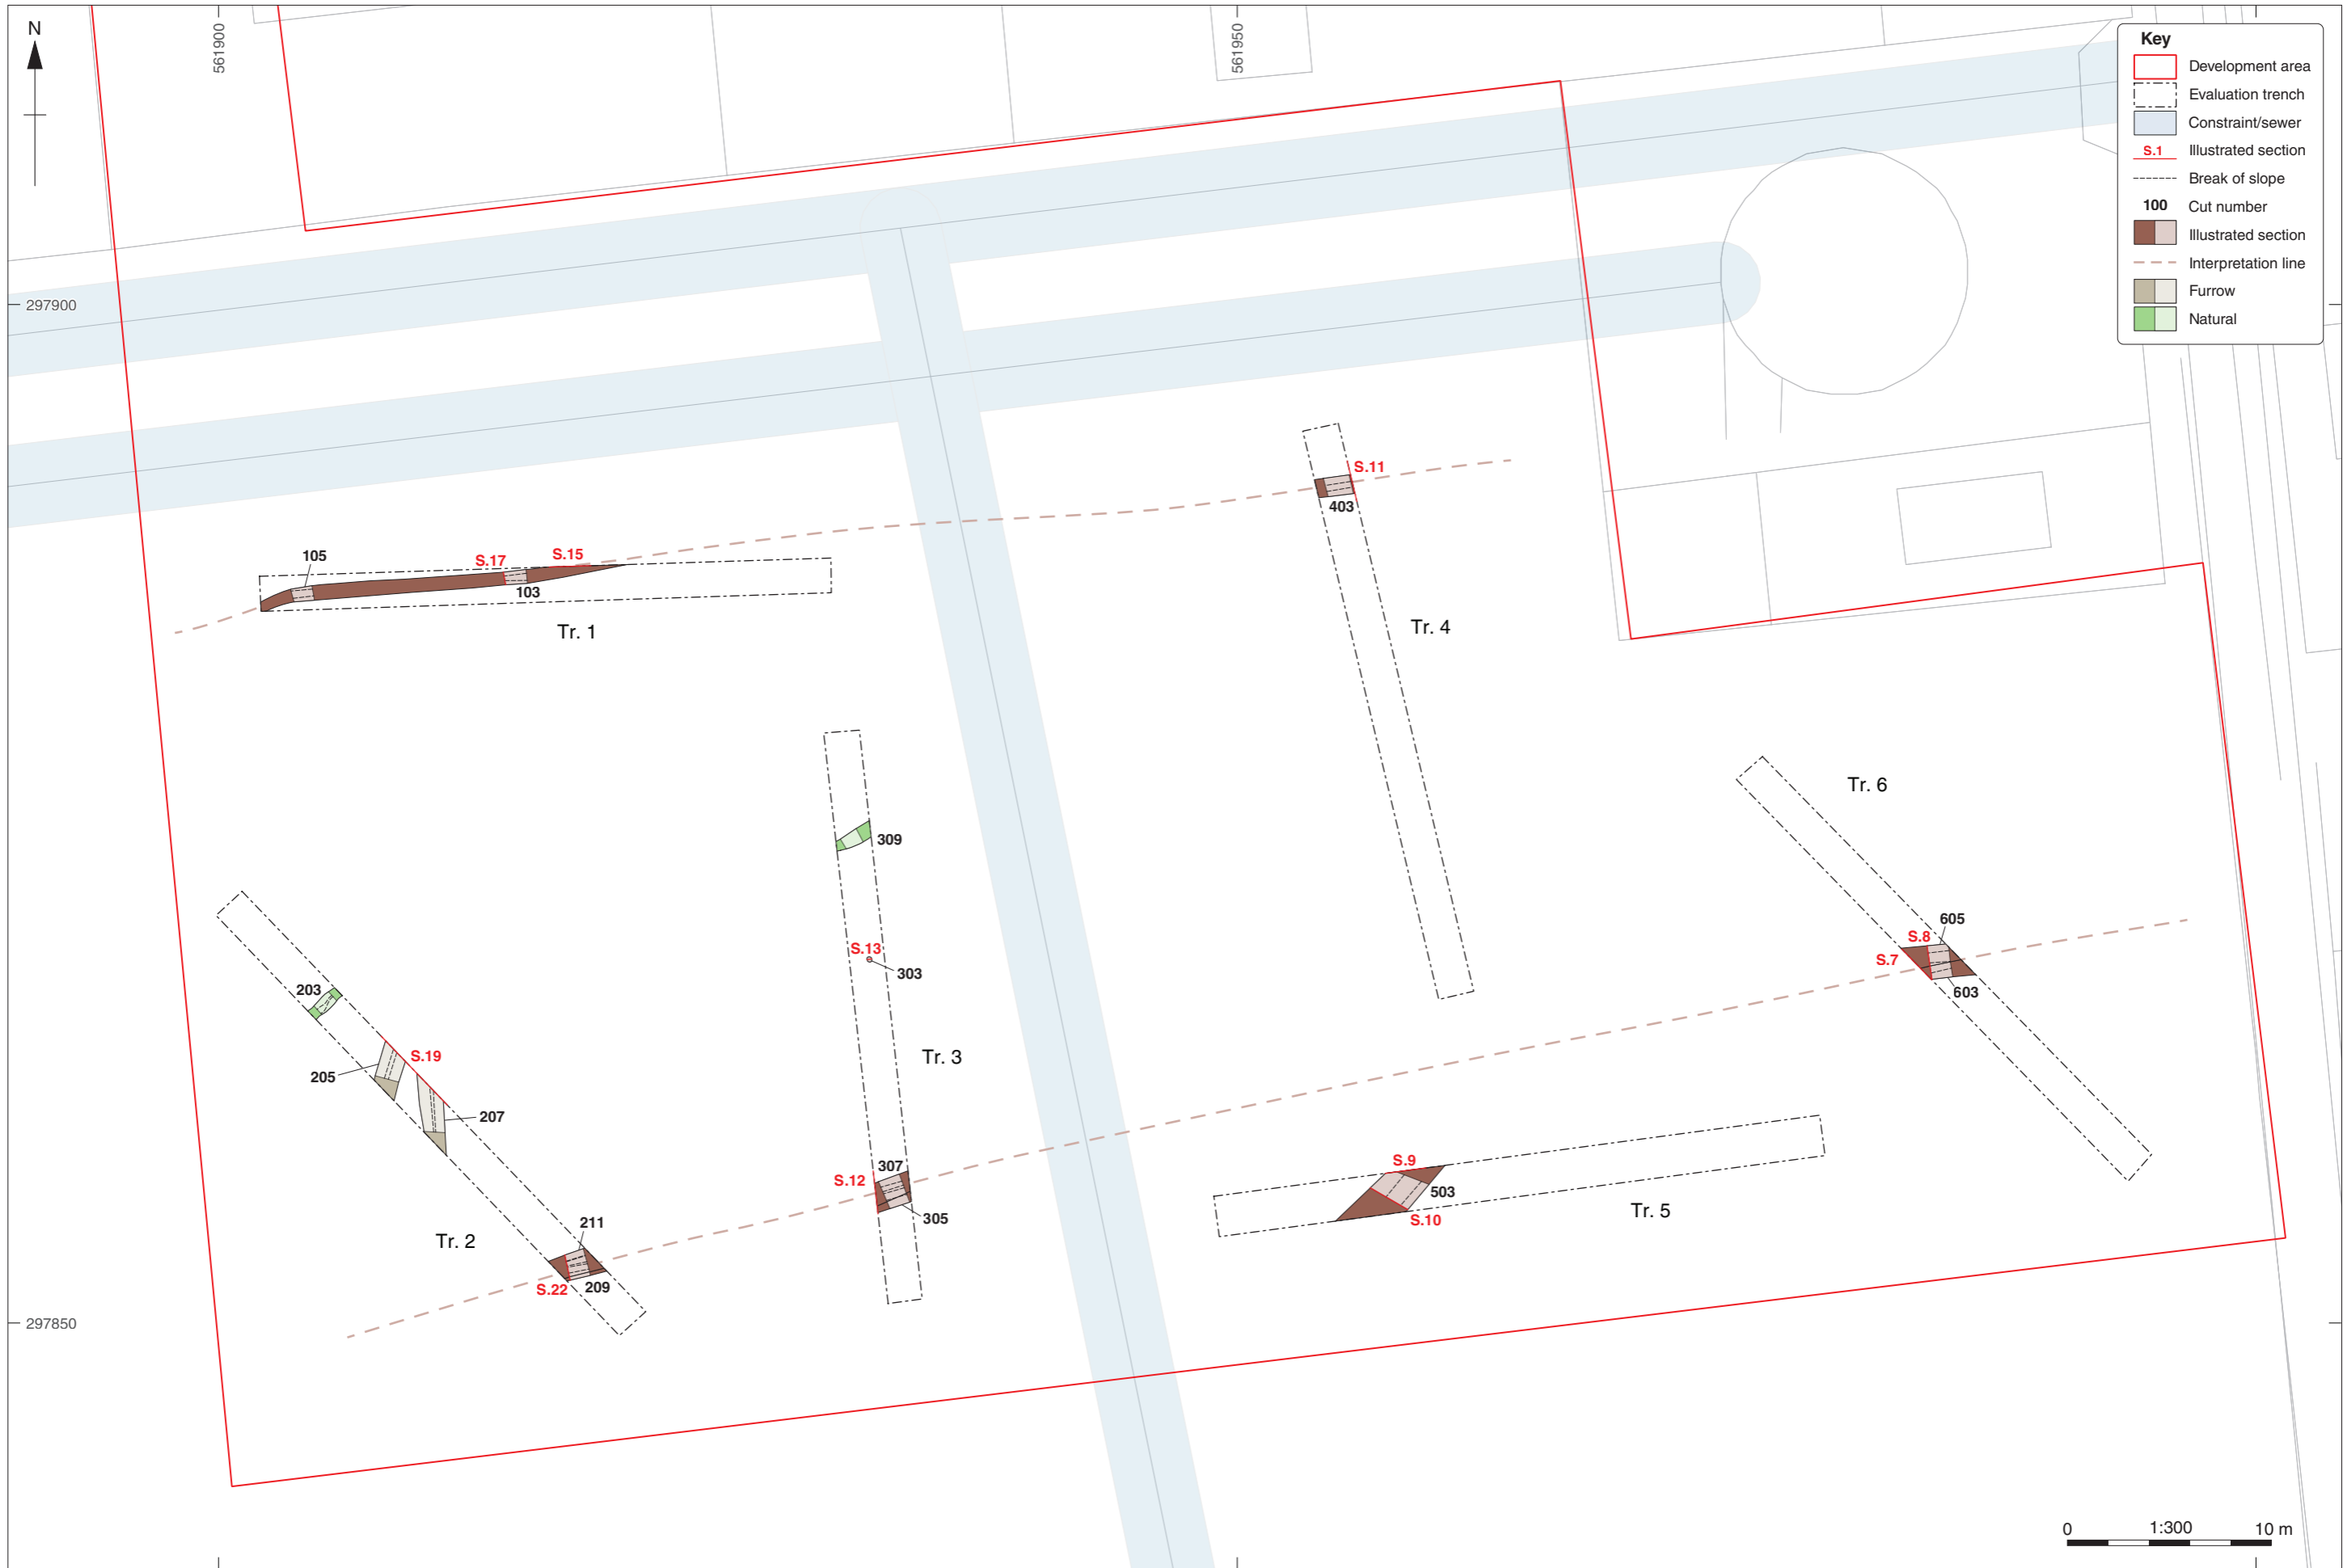 N
561900
561950
Key
Development area
Evaluation trench
Constraint/sewer
S.1 Illustrated section
Break of slope
100 Cut number
Illustrated section
Interpretation line
Furrow
Natural
297900
S.11
403
105
S.17
S.15
103
Tr. 1
Tr. 4
Tr. 6
309
605
S.8
S.7
603
S.13
303
203
S.19
205
Tr. 3
207
S.9
307
S.12
503
S.10
305
Tr. 5
211
Tr. 2
S.22
209
297850
0 1:300 10 m